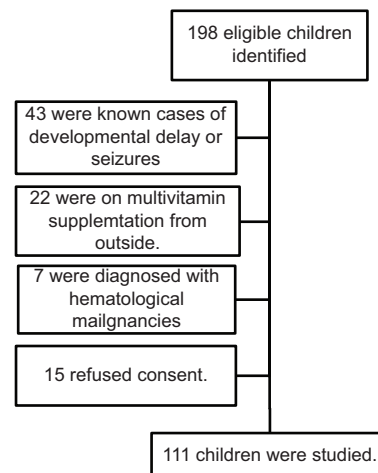 198 eligible children
identified
43 were known cases of
developmental delay or
seizures
22 were on multivitamin
supplemtation from
outside.
7 were diagnosed with
hematological
mailgnancies
15 refused consent.
111 children were studied.